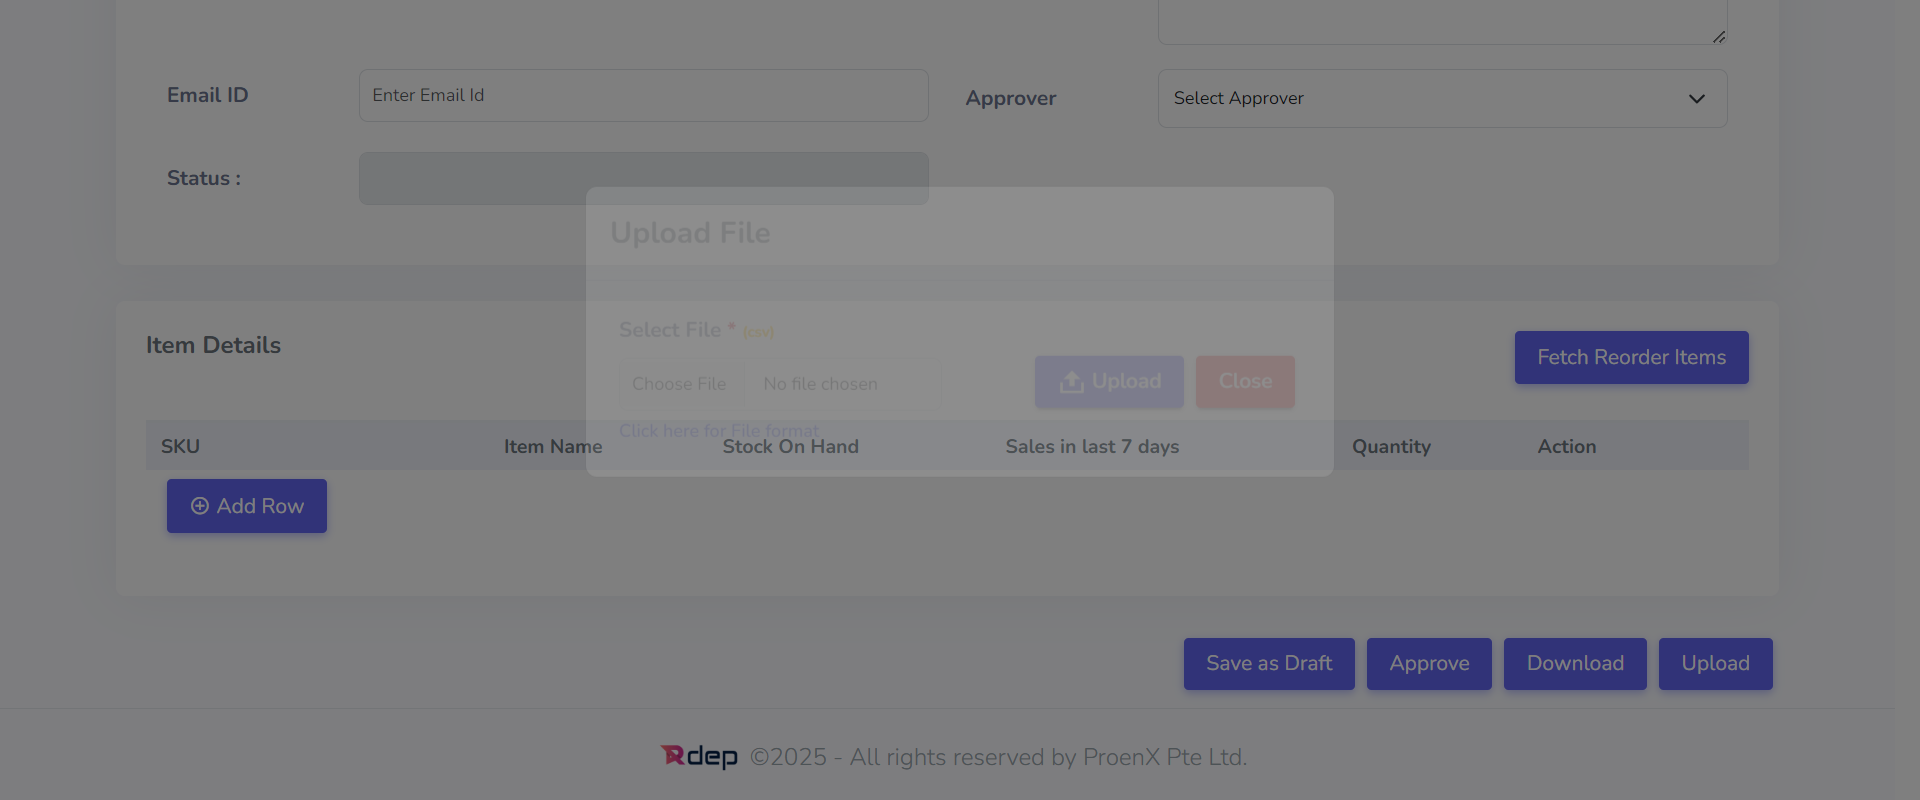 Email ID
Enter Email Id
Approver
Select Approver
Status :
Upload File
Select File * (csv)
Item Details
Fetch Reorder Items
Choose File No file chosen
Upload
Close
Click here for File format
SKU Item Name Stock On Hand Sales in last 7 days Quantity Action
Add Row
Save as Draft Approve Download Upload
Rdep ©2025 - All rights reserved by ProenX Pte Ltd.